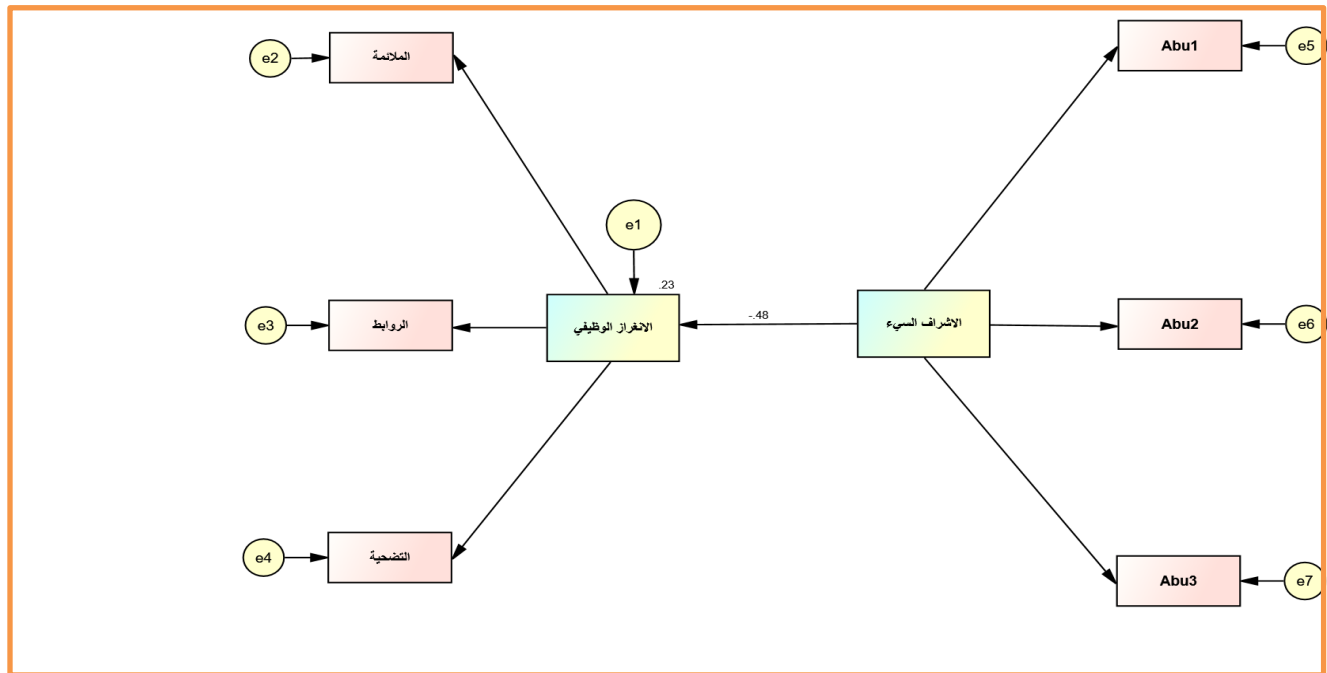 Abu1
e5
e2
الملائمة
e1
.23
-.48
الانغراز الوظيفي
الاشراف السيء
e3
الروابط
Abu2
e6
e4
التضحية
Abu3
e7